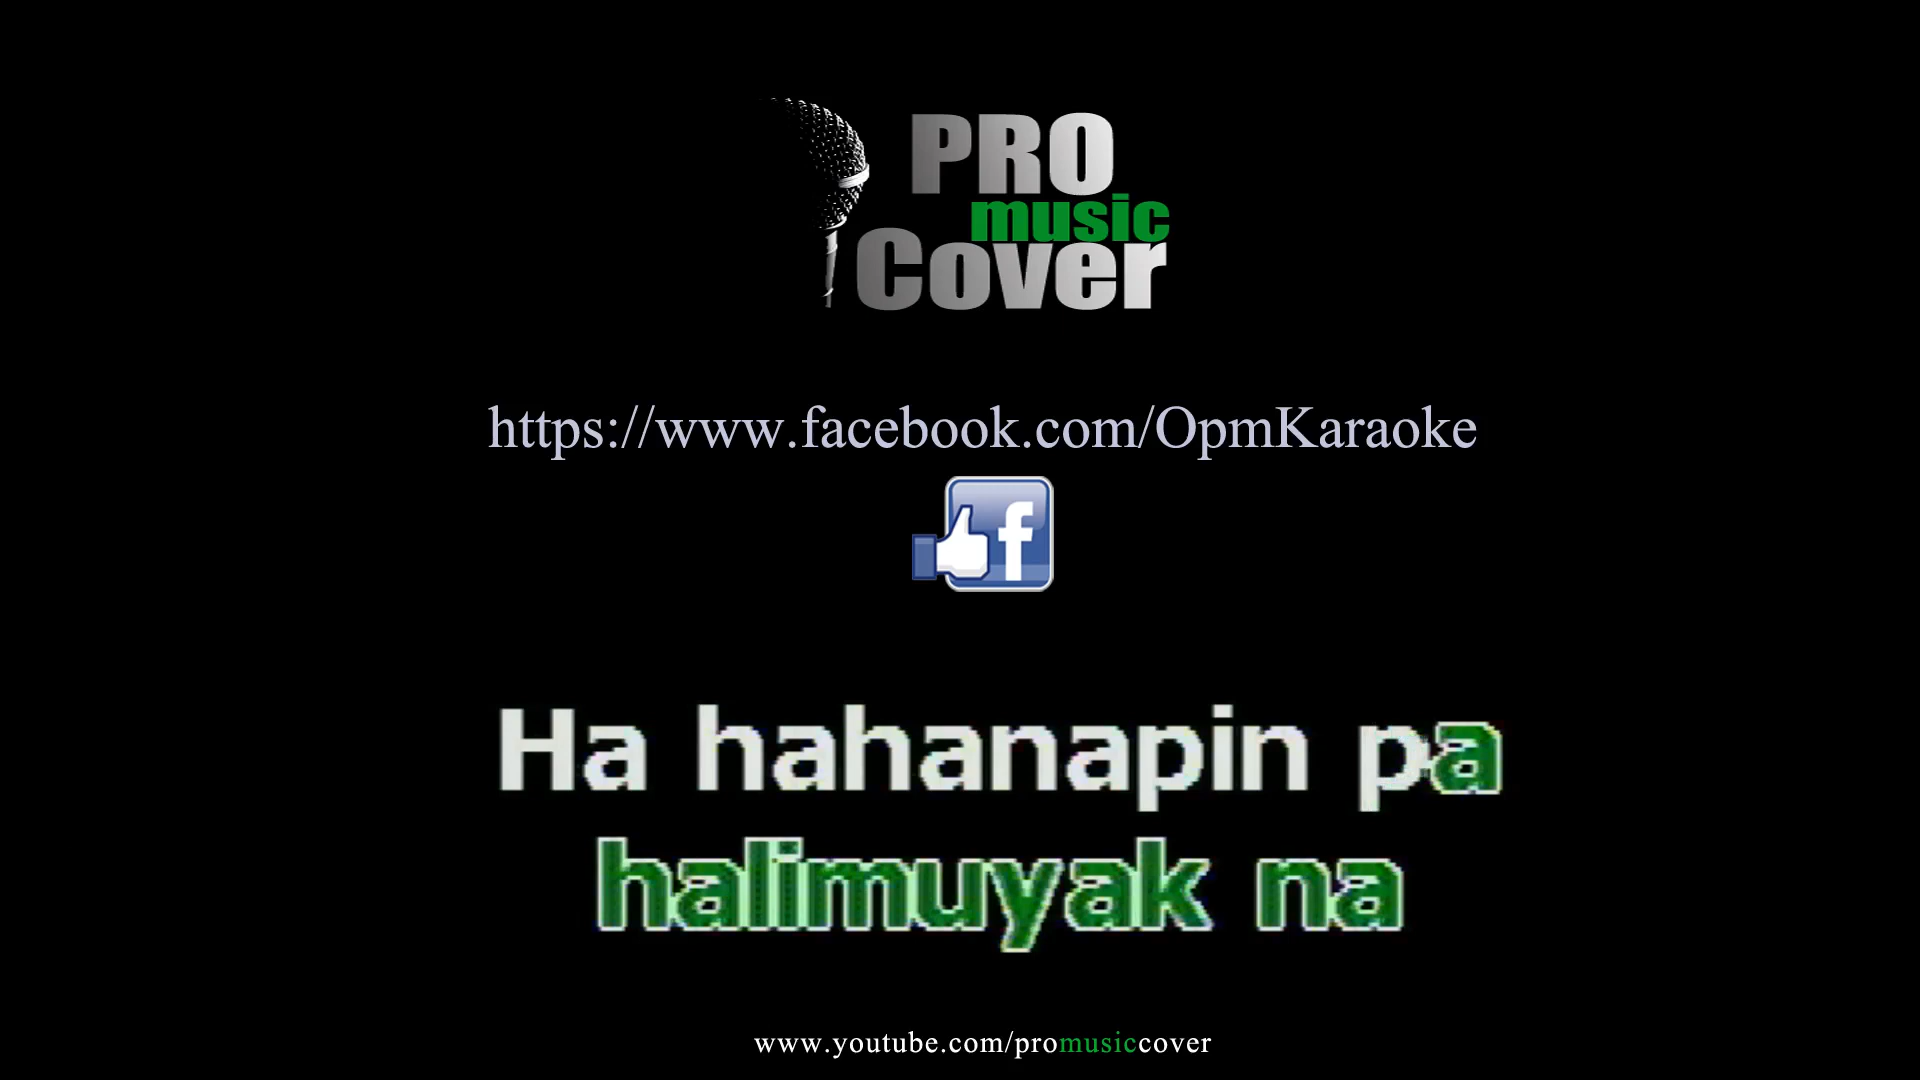 PRO
music
Cover
https://www.facebook.com/OpmKaraoke
f
Ha hahanapin pa
halimuyak na
www.youtube.com/promusiccover